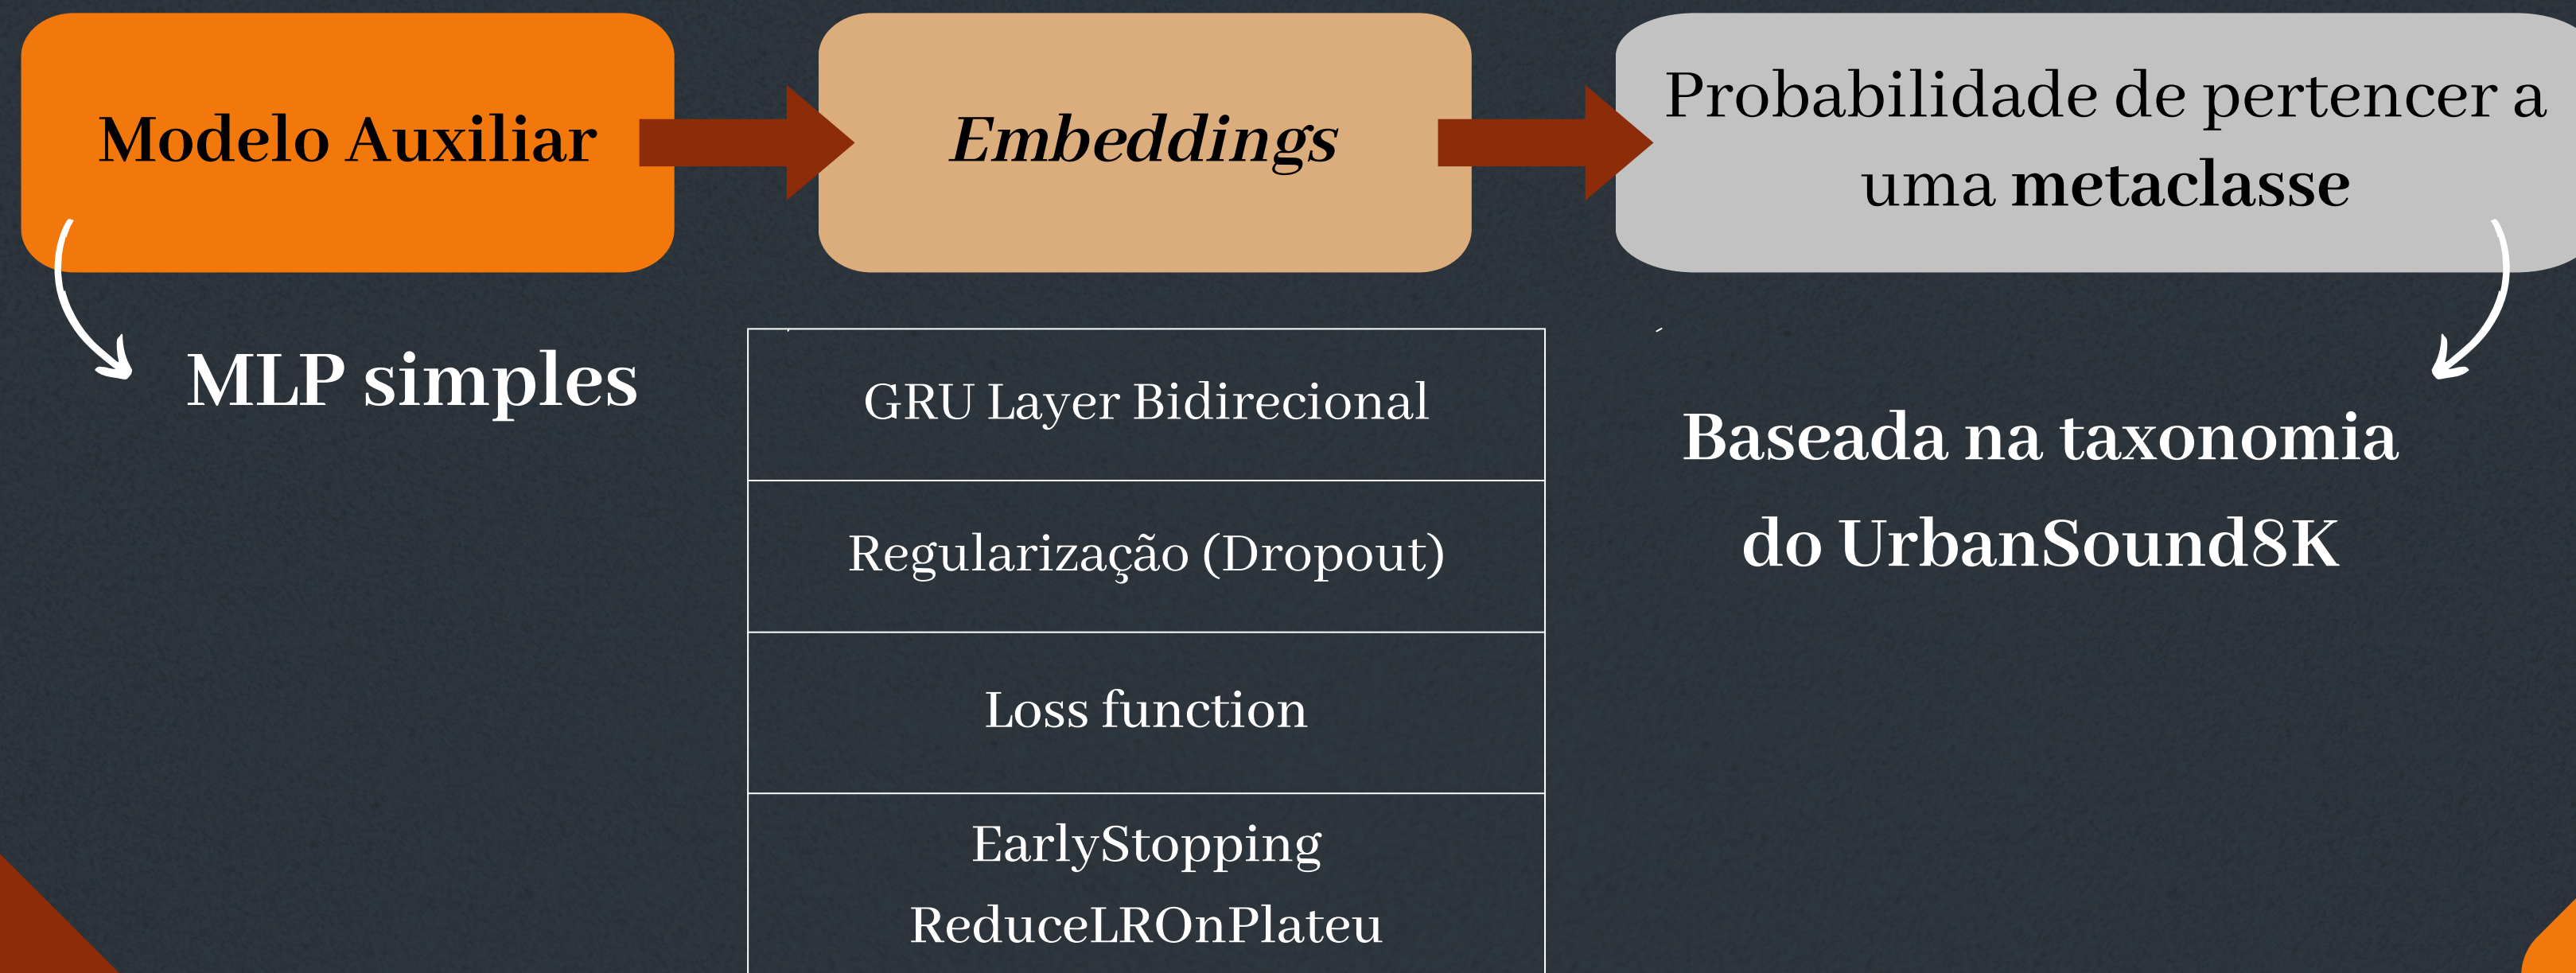 Modelo Auxiliar
Embeddings
Probabilidade de pertencer a
uma metaclasse
MLP simples
GRU Layer Bidirecional
Regularização (Dropout)
Loss function
EarlyStopping
ReduceLROnPlateu
Baseada na taxonomia
do UrbanSound8K